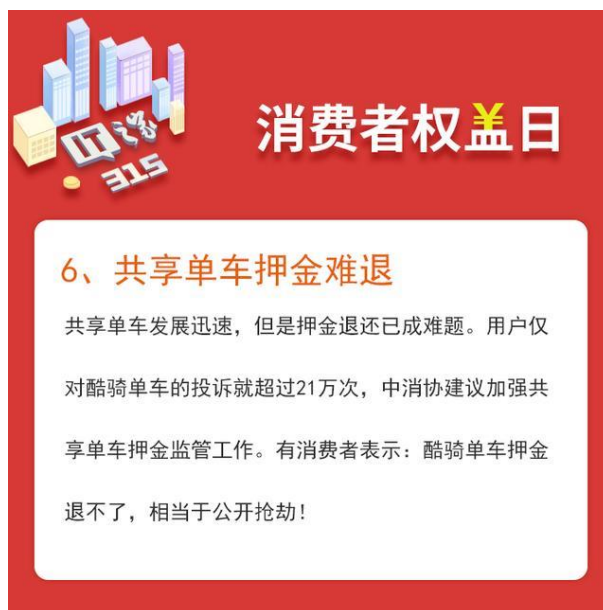 315
消费者权益日
6、共享单车押金难退
共享单车发展迅速，但是押金退还已成难题。用户仅
对酷骑单车的投诉就超过21万次，中消协建议加强共
享单车押金监管工作。有消费者表示：酷骑单车押金
退不了，相当于公开抢劫！